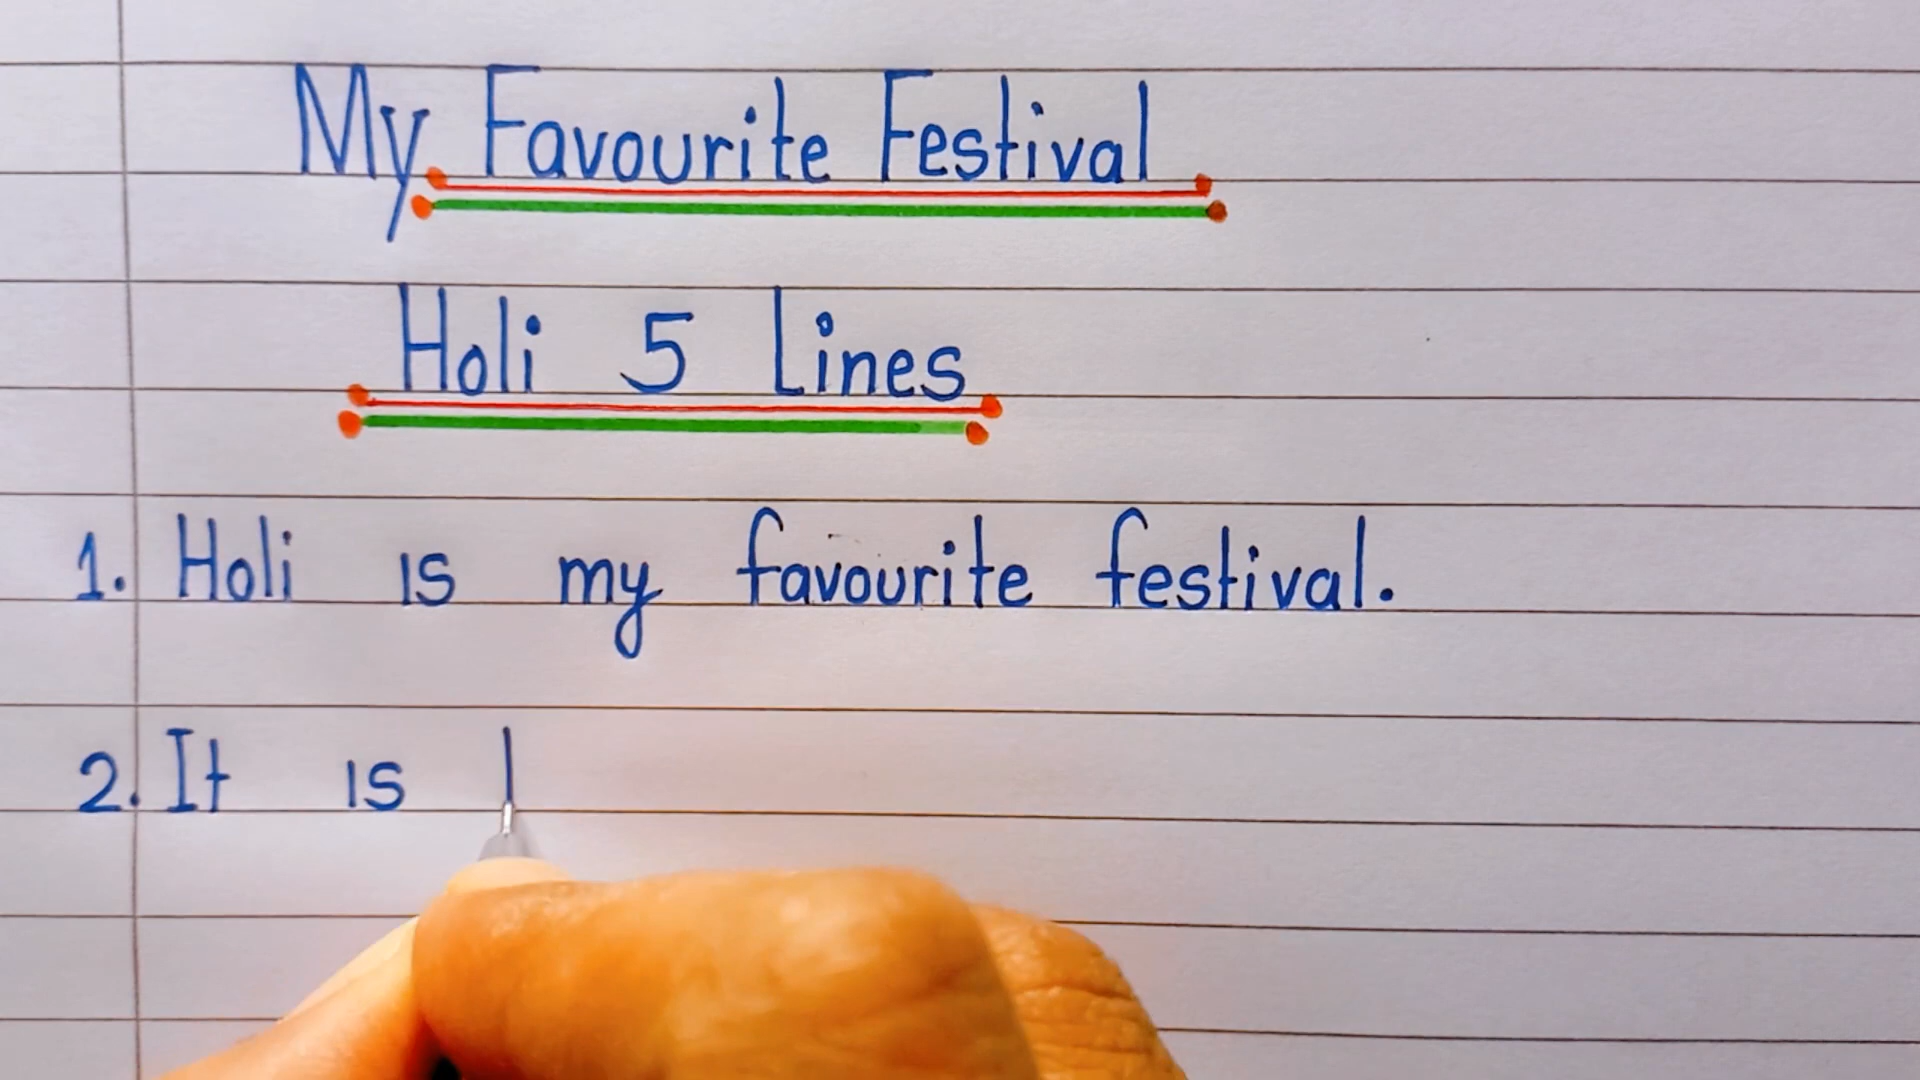 My Favourite Festival
Holi 5 Lines
1. Holi is my favourite festival.
2. It is